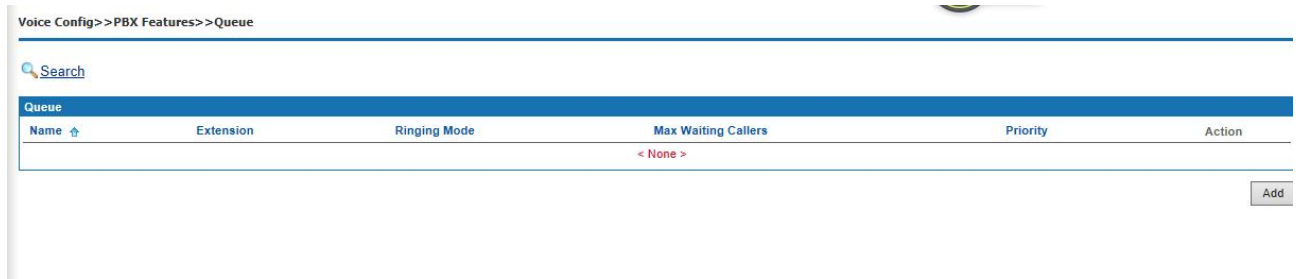 Voice Config>>PBX Features>>Queue
Search
Queue
Name Extension Ringing Mode Max Waiting Callers Priority Action
< None >
Add